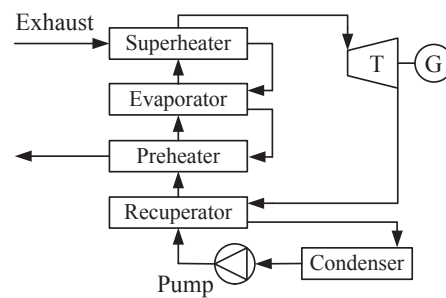 Exhaust
Superheater
T
G
Evaporator
Preheater
Recuperator
Pump
Condenser